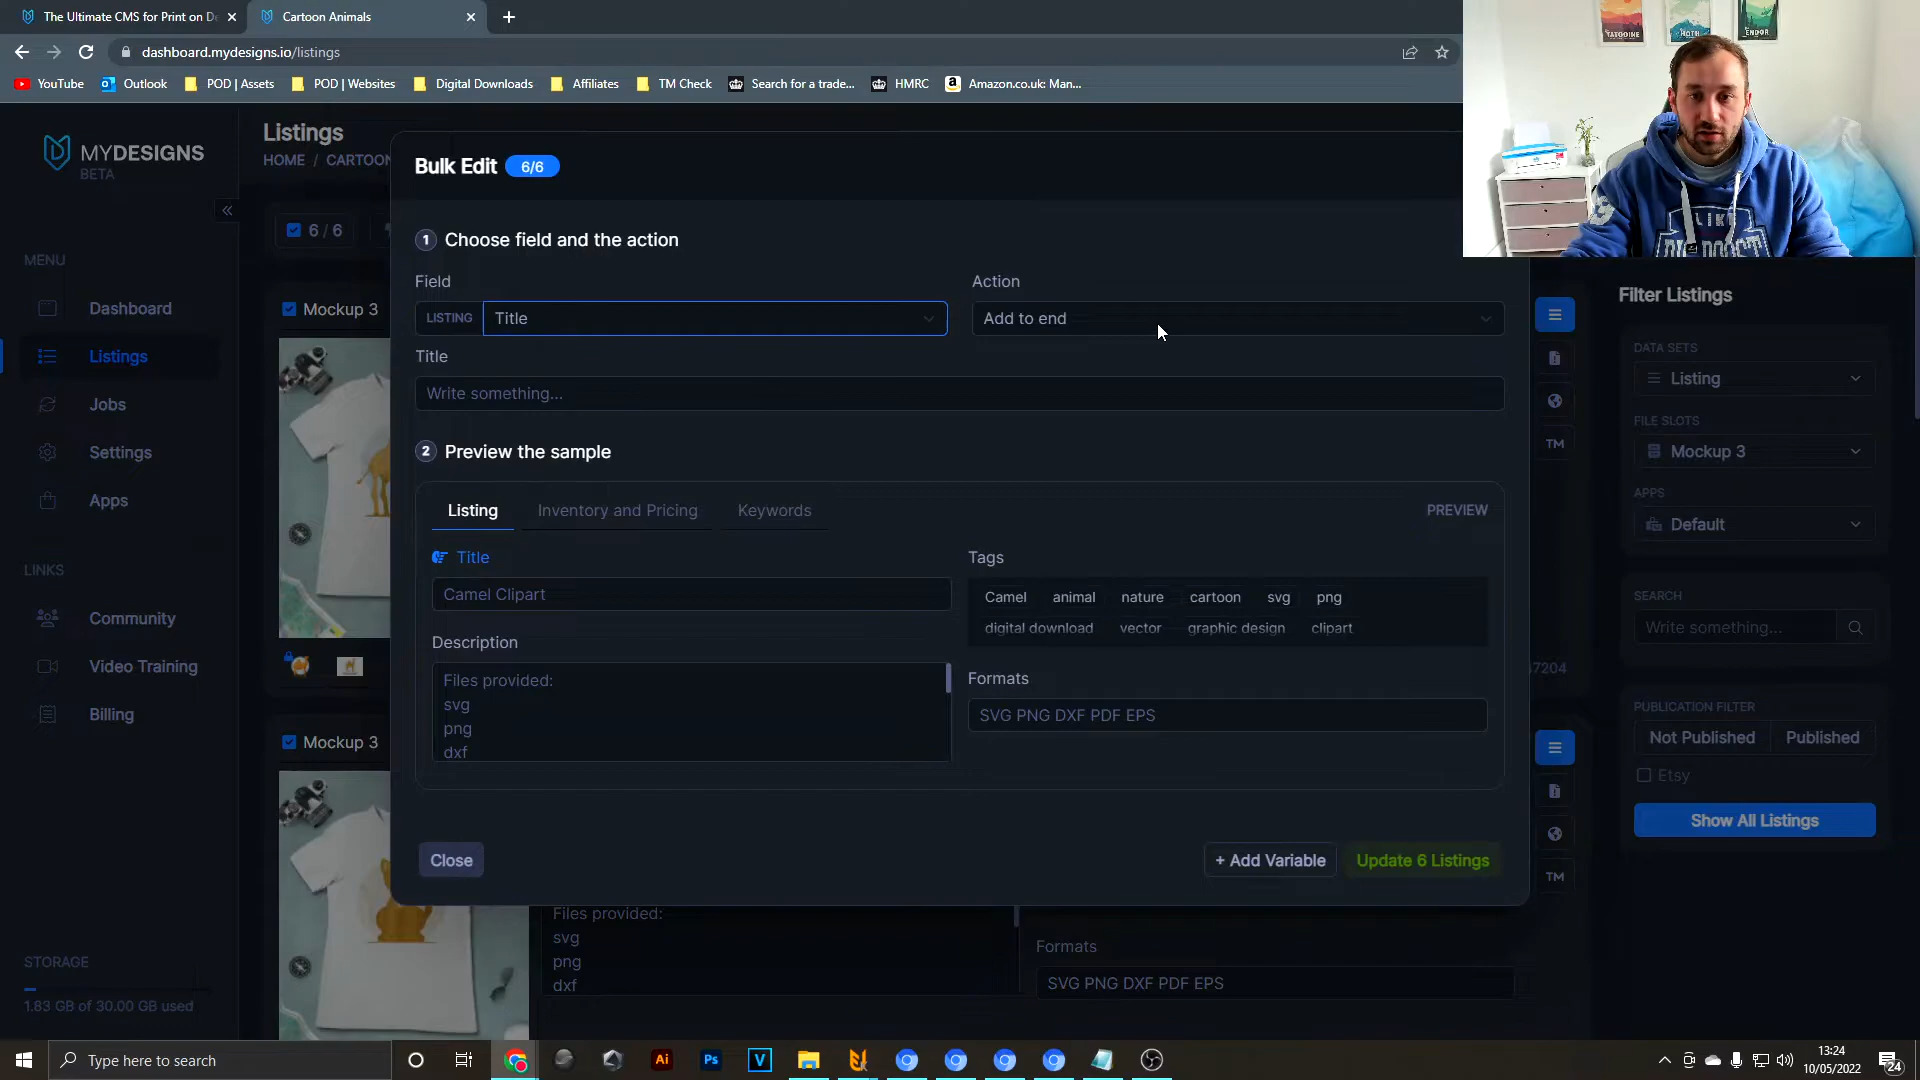 The Ultimate CMS for Print on De
Cartoon Animals
dashboard.mydesigns.io/listings
YouTube
Outlook
POD | Assets
POD | Websites
Digital Downloads
Affiliates
TM Check
Search for a trade...
HMRC
Amazon.co.uk: Man...
TATOOINE
HOTH
ENDOR
MYDESIGNS
BETA
Listings
HOME / CARTOON
6 / 6
MENU
Dashboard
Listings
Jobs
Settings
Apps
LINKS
Community
Video Training
Billing
STORAGE
1.83 GB of 30.00 GB used
Mockup 3
Mockup 3
Bulk Edit 6/6
1 Choose field and the action
Field
LISTING Title
Action
Add to end
Title
Write something...
2 Preview the sample
Listing
Inventory and Pricing
Keywords
PREVIEW
Title
Camel Clipart
Description
Files provided:
svg
png
dxf
Tags
Camel animal nature cartoon svg png
digital download vector graphic design clipart
Formats
SVG PNG DXF PDF EPS
Close
+ Add Variable
Update 6 Listings
Files provided:
svg
png
dxf
Formats
SVG PNG DXF PDF EPS
7204
TM
TM
Filter Listings
DATA SETS
Listing
FILE SLOTS
Mockup 3
APPS
Default
SEARCH
Write something...
PUBLICATION FILTER
Not Published
Published
Etsy
Show All Listings
Type here to search
Ai
Ps
V
13:24
10/05/2022
24